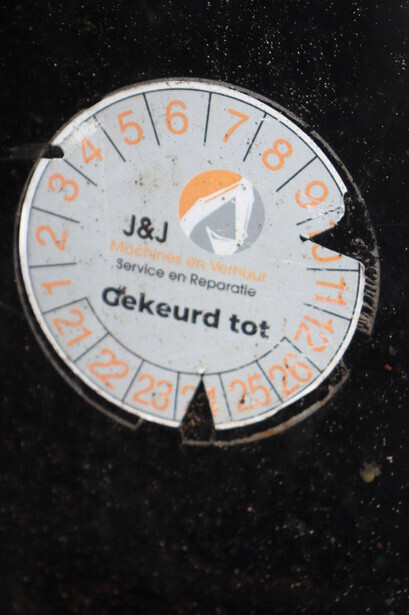 1 2 3 4 5 6 7 8 9 10 11 12
J&J
Machines en Verhuur
Service en Reparatie
Gekeurd tot
21 22 23 24 25 26